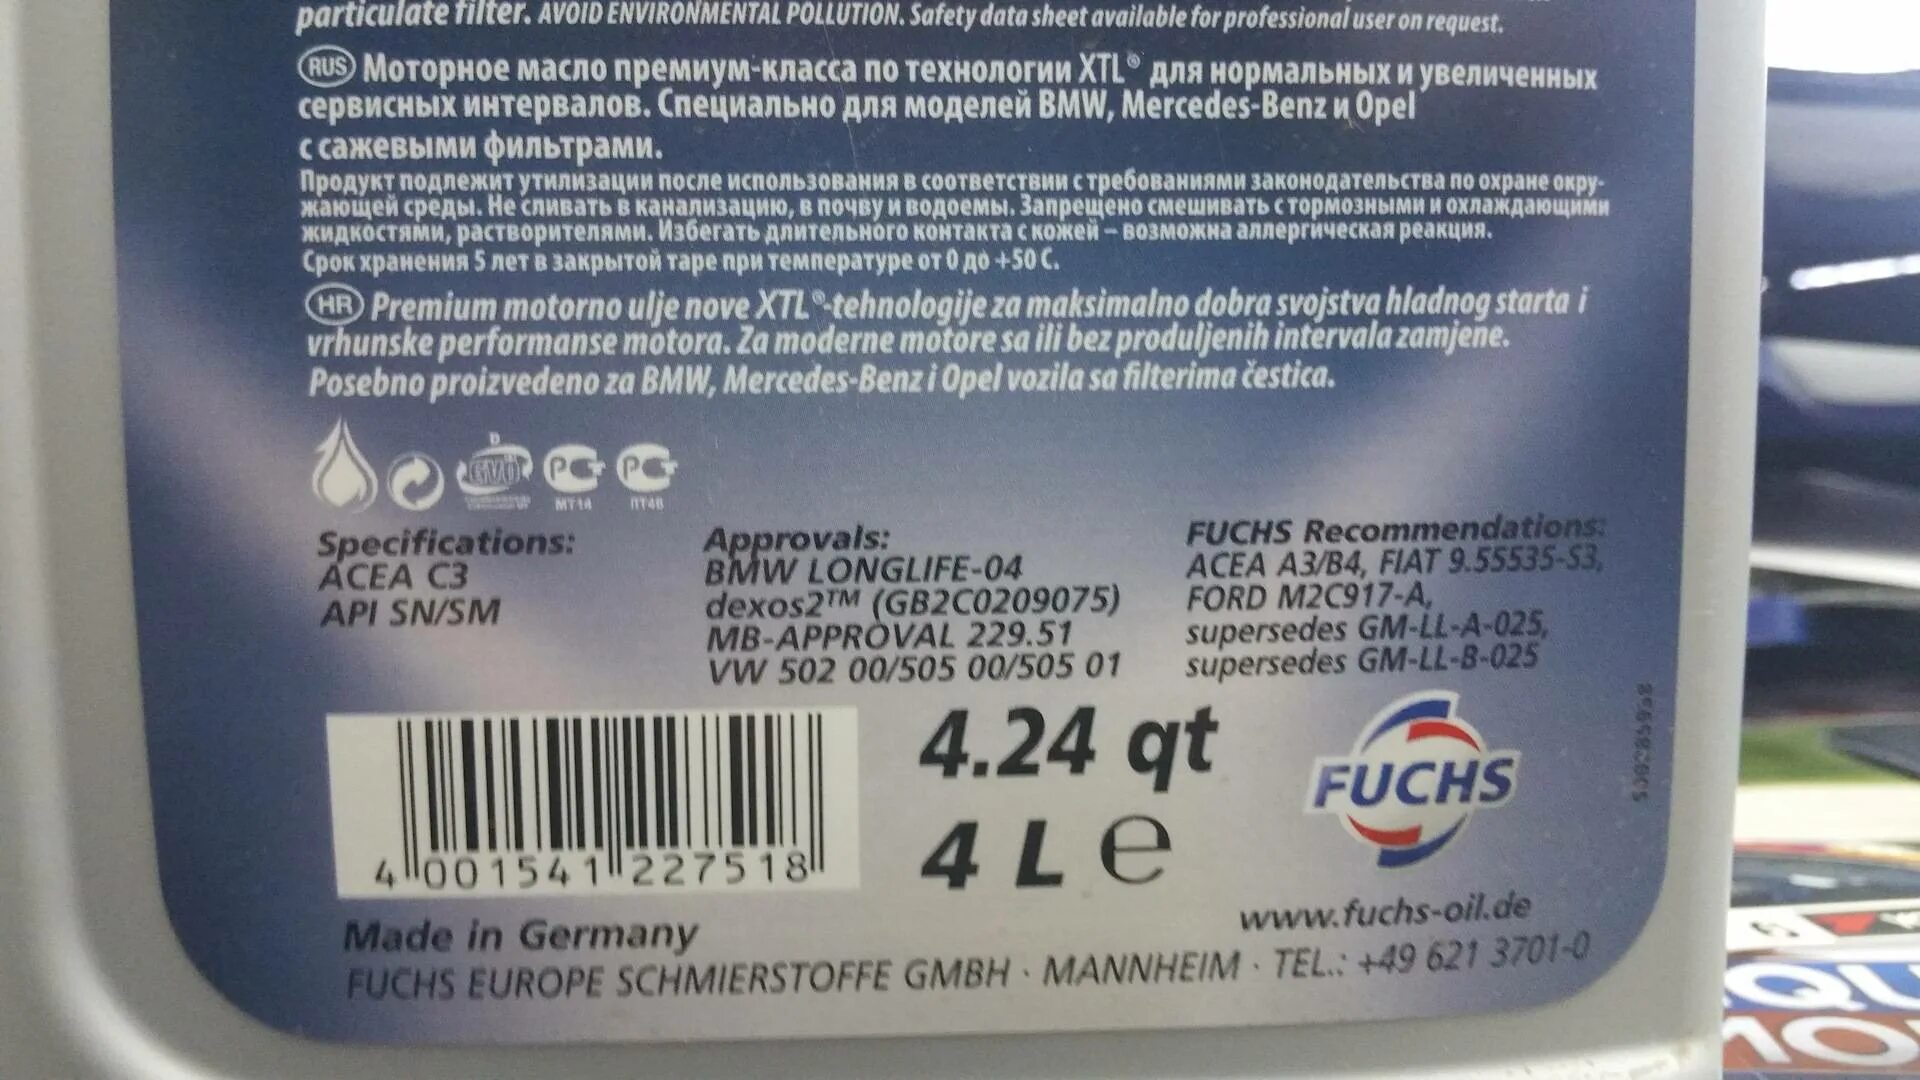 particulate filter. AVOID ENVIRONMENTAL POLLUTION. Safety data sheet available for professional user on request.
RUS Моторное масло премиум-класса по технологии XTL® для нормальных и увеличенных
сервисных интервалов. Специально для моделей BMW, Mercedes-Benz и Opel
с сажевыми фильтрами.
Продукт подлежит утилизации после использования в соответствии с требованиями законодательства по охране окру-
жающей среды. Не сливать в канализацию, в почву и водоемы. Запрещено смешивать с тормозными и охлаждающими
жидкостями, растворителями. Избегать длительного контакта с кожей – возможна аллергическая реакция.
Срок хранения 5 лет в закрытой таре при температуре от 0 до +50 С.
HR Premium motorno ulje nove XTL®-tehnologije za maksimalno dobra svojstva hladnog starta i
vrhunske performanse motora. Za moderne motore sa ili bez produljenih intervala zamjene.
Posebno proizvedeno za BMW, Mercedes-Benz i Opel vozila sa filterima čestica.
D
EVO
РС
МТ14
РС
Specifications:
ACEA C3
API SN/SM
Approvals:
BMW LONGLIFE-04
dexos2™ (GB2C0209075)
MB-APPROVAL 229.51
VW 502 00/505 00/505 01
FUCHS Recommendations:
ACEA A3/B4, FIAT 9.55535-S3,
FORD M2C917-A,
supersedes GM-LL-A-025,
supersedes GM-LL-B-025
4 001541 227518
4.24 qt
4 L e
FUCHS
www.fuchs-oil.de
Made in Germany
FUCHS EUROPE SCHMIERSTOFFE GMBH · MANNHEIM · TEL.: +49 621 3701-0
QU
MO